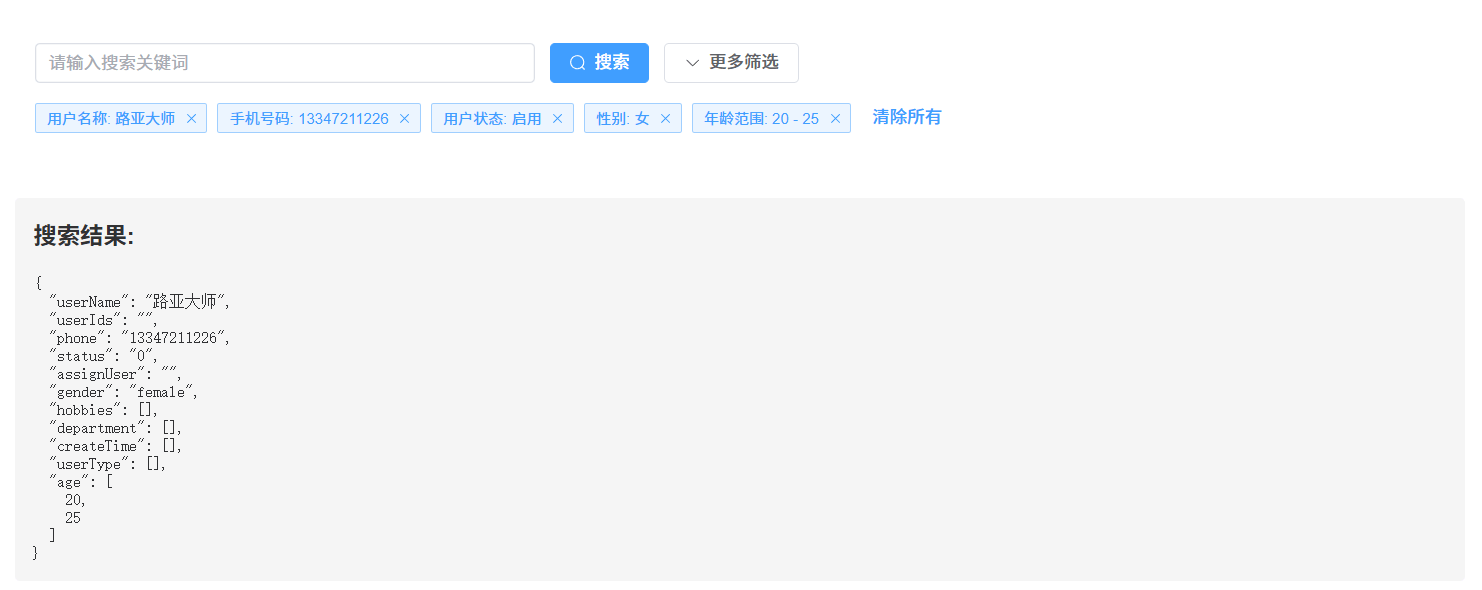 请输入搜索关键词 搜索 更多筛选
用户名称: 路亚大师 手机号码: 13347211226 用户状态: 启用 性别: 女 年龄范围: 20 - 25 清除所有
搜索结果:
{
  "userName": "路亚大师",
  "userIds": "",
  "phone": "13347211226",
  "status": "0",
  "assignUser": "",
  "gender": "female",
  "hobbies": [],
  "department": [],
  "createTime": [],
  "userType": [],
  "age": [
    20,
    25
  ]
}